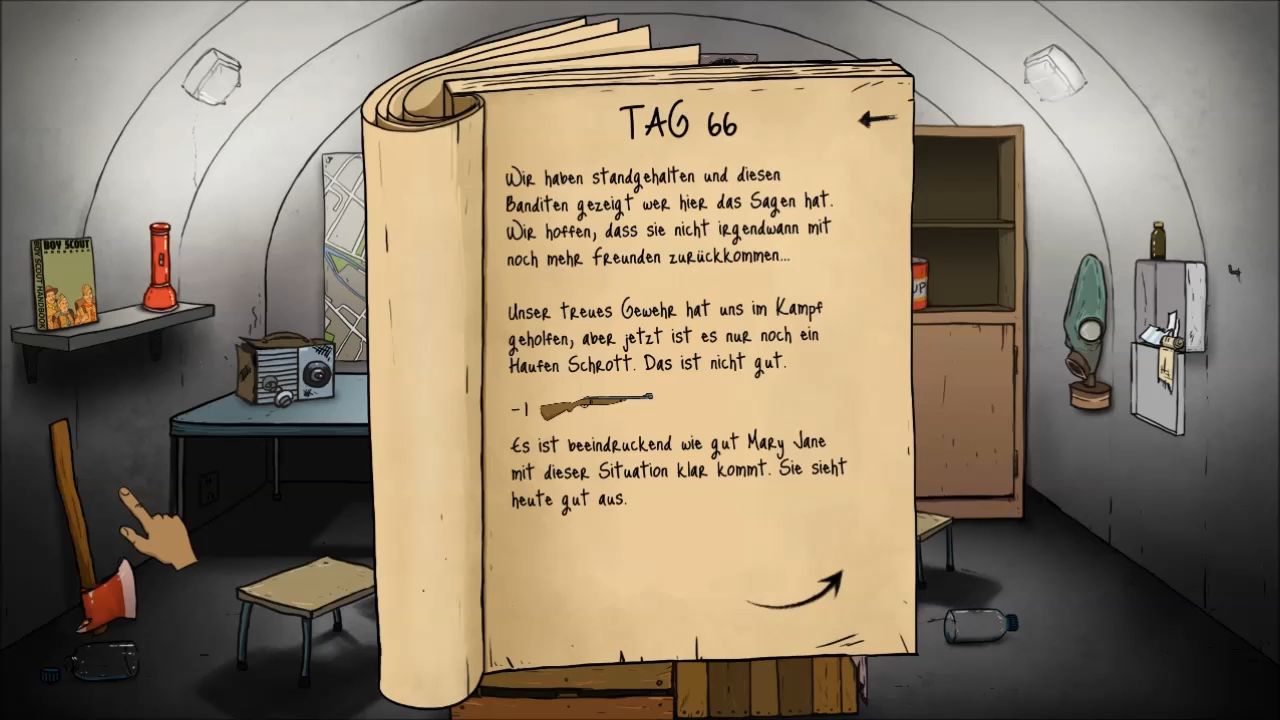 TAG 66
Wir haben standgehalten und diesen
Banditen gezeigt wer hier das Sagen hat.
Wir hoffen, dass sie nicht irgendwann mit
noch mehr Freunden zurückkommen...
Unser treues Gewehr hat uns im Kampf
geholfen, aber jetzt ist es nur noch ein
Haufen Schrott. Das ist nicht gut.
-1
Es ist beeindruckend wie gut Mary Jane
mit dieser Situation klar kommt. Sie sieht
heute gut aus.
BOY SCOUT
BOY SCOUT HANDBOOK